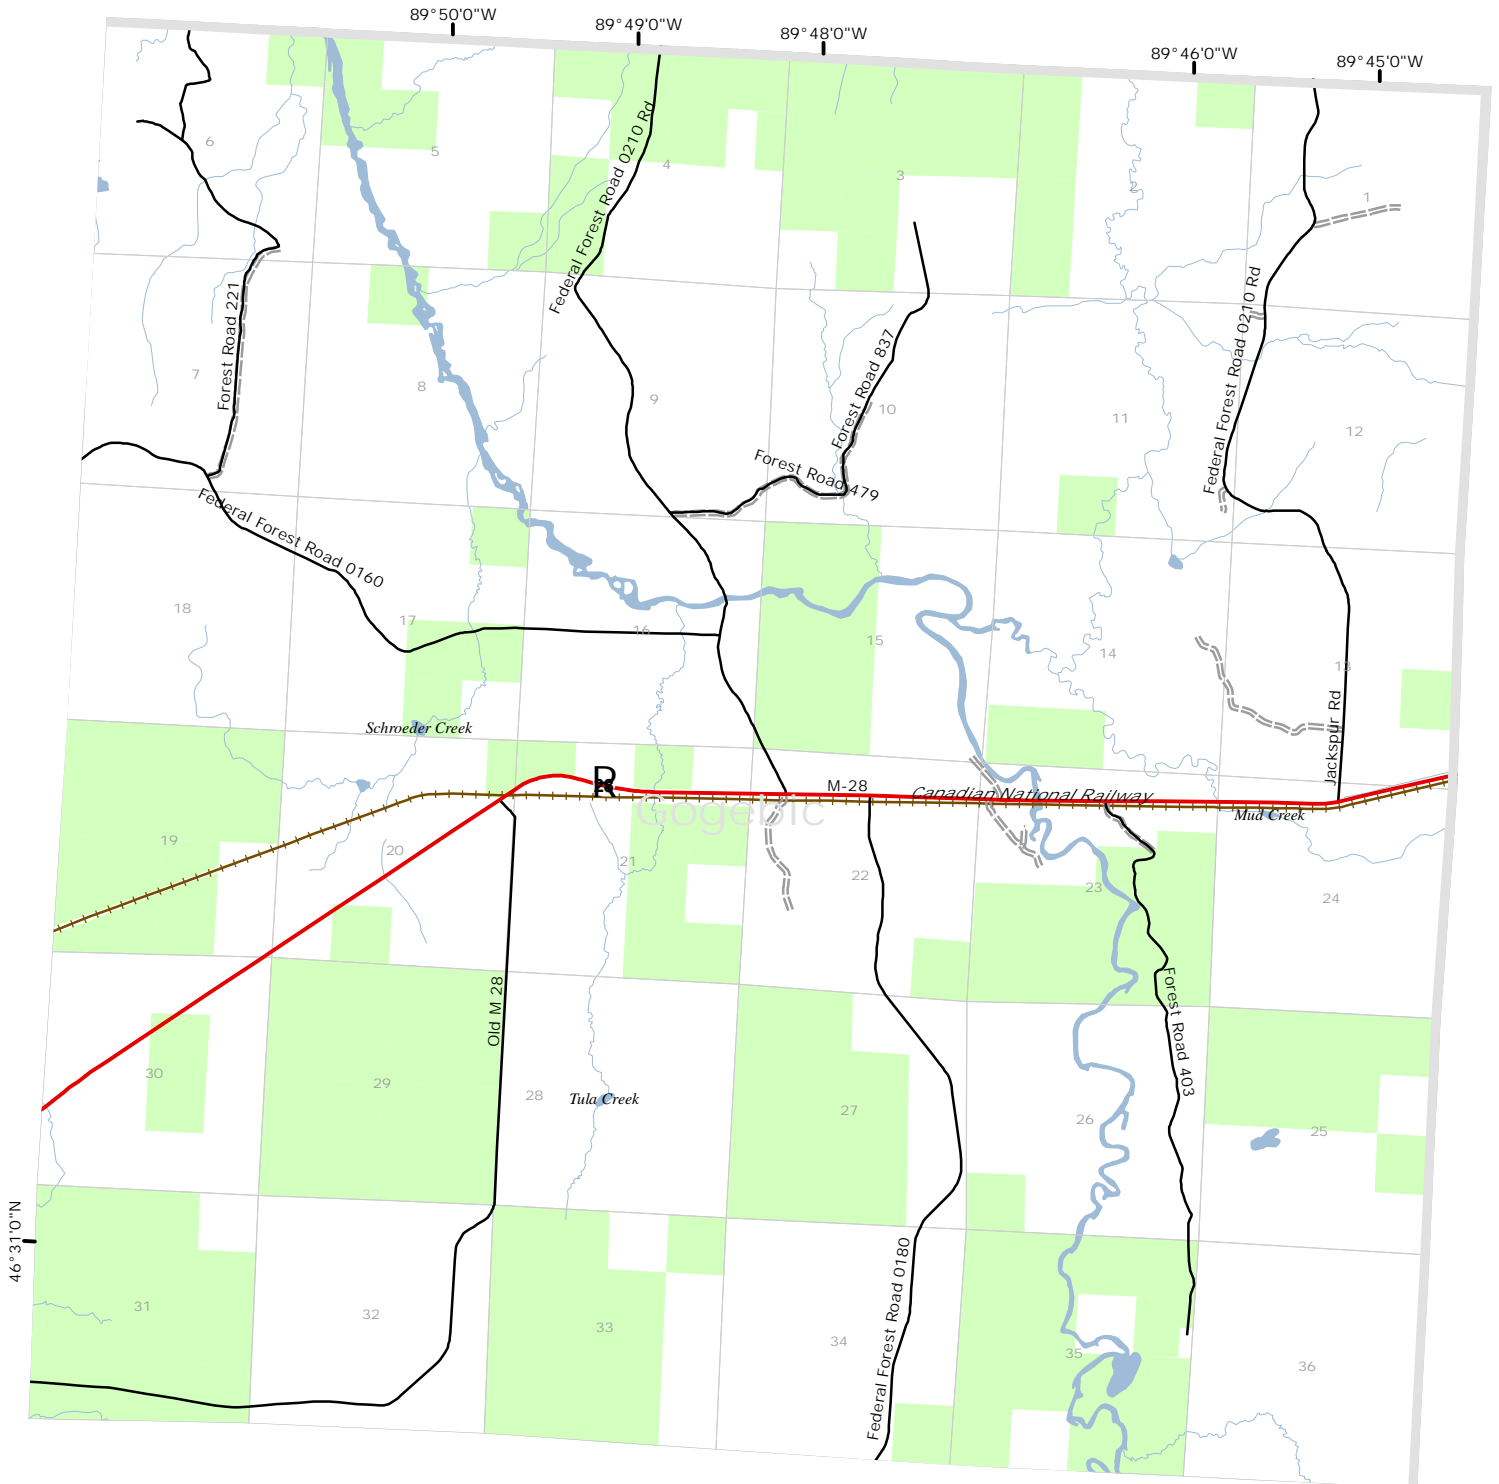 89°50'0"W
89°49'0"W
89°48'0"W
89°46'0"W
89°45'0"W
6
5
4
3
2
1
Federal Forest Road 0210 Rd
Forest Road 221
7
8
9
Forest Road 837
10
11
Federal Forest Road 0210 Rd
12
Forest Road 479
Federal Forest Road 0160
18
17
16
15
14
13
Schroeder Creek
Jackspur Rd
R
28
M-28
Canadian National Railway
Gogebic
Mud Creek
19
20
21
22
23
24
Old M 28
Forest Road 403
30
29
28
Tula Creek
27
26
25
46°31'0"N
31
32
33
34
Federal Forest Road 0180
35
36